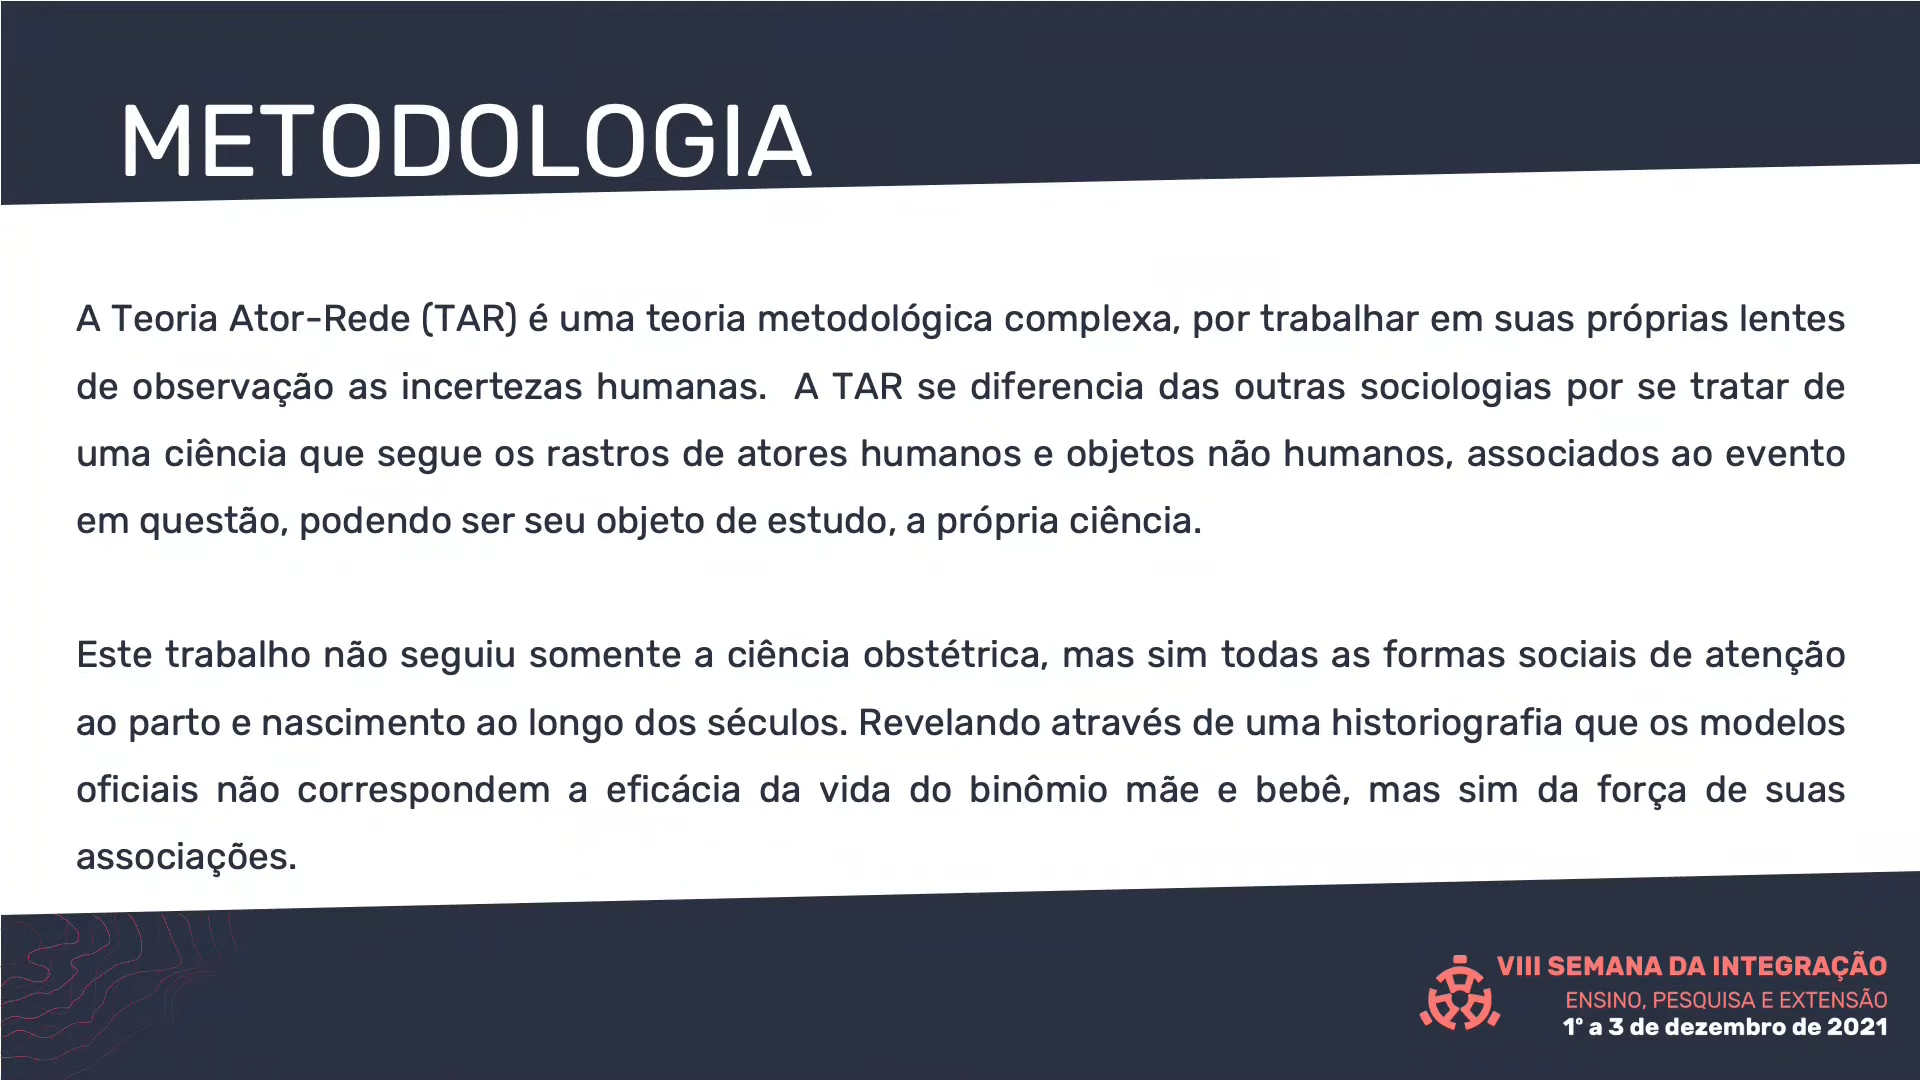 METODOLOGIA
A Teoria Ator-Rede (TAR) é uma teoria metodológica complexa, por trabalhar em suas próprias lentes
de observação as incertezas humanas. A TAR se diferencia das outras sociologias por se tratar de
uma ciência que segue os rastros de atores humanos e objetos não humanos, associados ao evento
em questão, podendo ser seu objeto de estudo, a própria ciência.
Este trabalho não seguiu somente a ciência obstétrica, mas sim todas as formas sociais de atenção
ao parto e nascimento ao longo dos séculos. Revelando através de uma historiografia que os modelos
oficiais não correspondem a eficácia da vida do binômio mãe e bebê, mas sim da força de suas
associações.
VIII SEMANA DA INTEGRAÇÃO
ENSINO, PESQUISA E EXTENSÃO
1º a 3 de dezembro de 2021